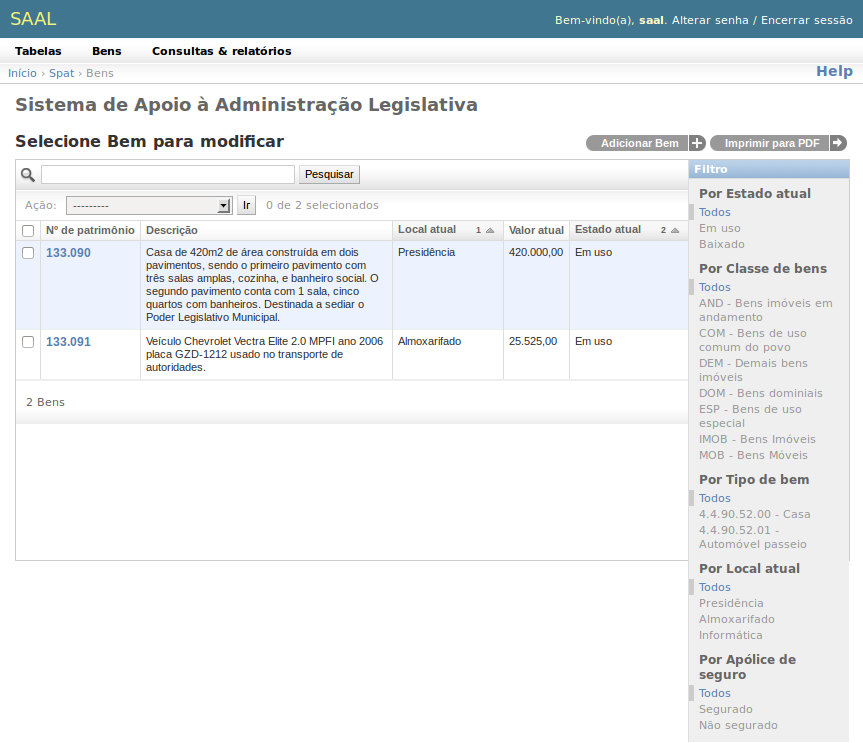 SAAL
Bem-vindo(a), saal. Alterar senha / Encerrar sessão
Tabelas Bens Consultas & relatórios
Início › Spat › Bens
Help
Sistema de Apoio à Administração Legislativa
Selecione Bem para modificar
Adicionar Bem + Imprimir para PDF
Pesquisar
Ação: --------- Ir 0 de 2 selecionados
Nº de patrimônio Descrição Local atual 1 Valor atual Estado atual 2
133.090
Casa de 420m2 de área construída em dois
pavimentos, sendo o primeiro pavimento com
três salas amplas, cozinha, e banheiro social. O
segundo pavimento conta com 1 sala, cinco
quartos com banheiros. Destinada a sediar o
Poder Legislativo Municipal.
Presidência
420.000,00
Em uso
133.091
Veículo Chevrolet Vectra Elite 2.0 MPFI ano 2006
placa GZD-1212 usado no transporte de
autoridades.
Almoxarifado
25.525,00
Em uso
2 Bens
Filtro
Por Estado atual
Todos
Em uso
Baixado
Por Classe de bens
Todos
AND - Bens imóveis em
andamento
COM - Bens de uso
comum do povo
DEM - Demais bens
imóveis
DOM - Bens dominiais
ESP - Bens de uso
especial
IMOB - Bens Imóveis
MOB - Bens Móveis
Por Tipo de bem
Todos
4.4.90.52.00 - Casa
4.4.90.52.01 -
Automóvel passeio
Por Local atual
Todos
Presidência
Almoxarifado
Informática
Por Apólice de
seguro
Todos
Segurado
Não segurado